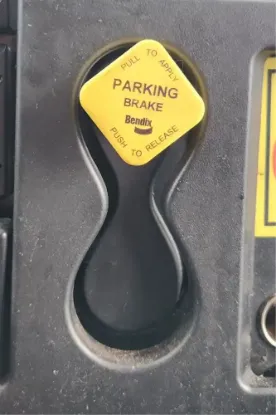 PULL TO APPLY
PARKING
BRAKE
Bendix
PUSH TO RELEASE